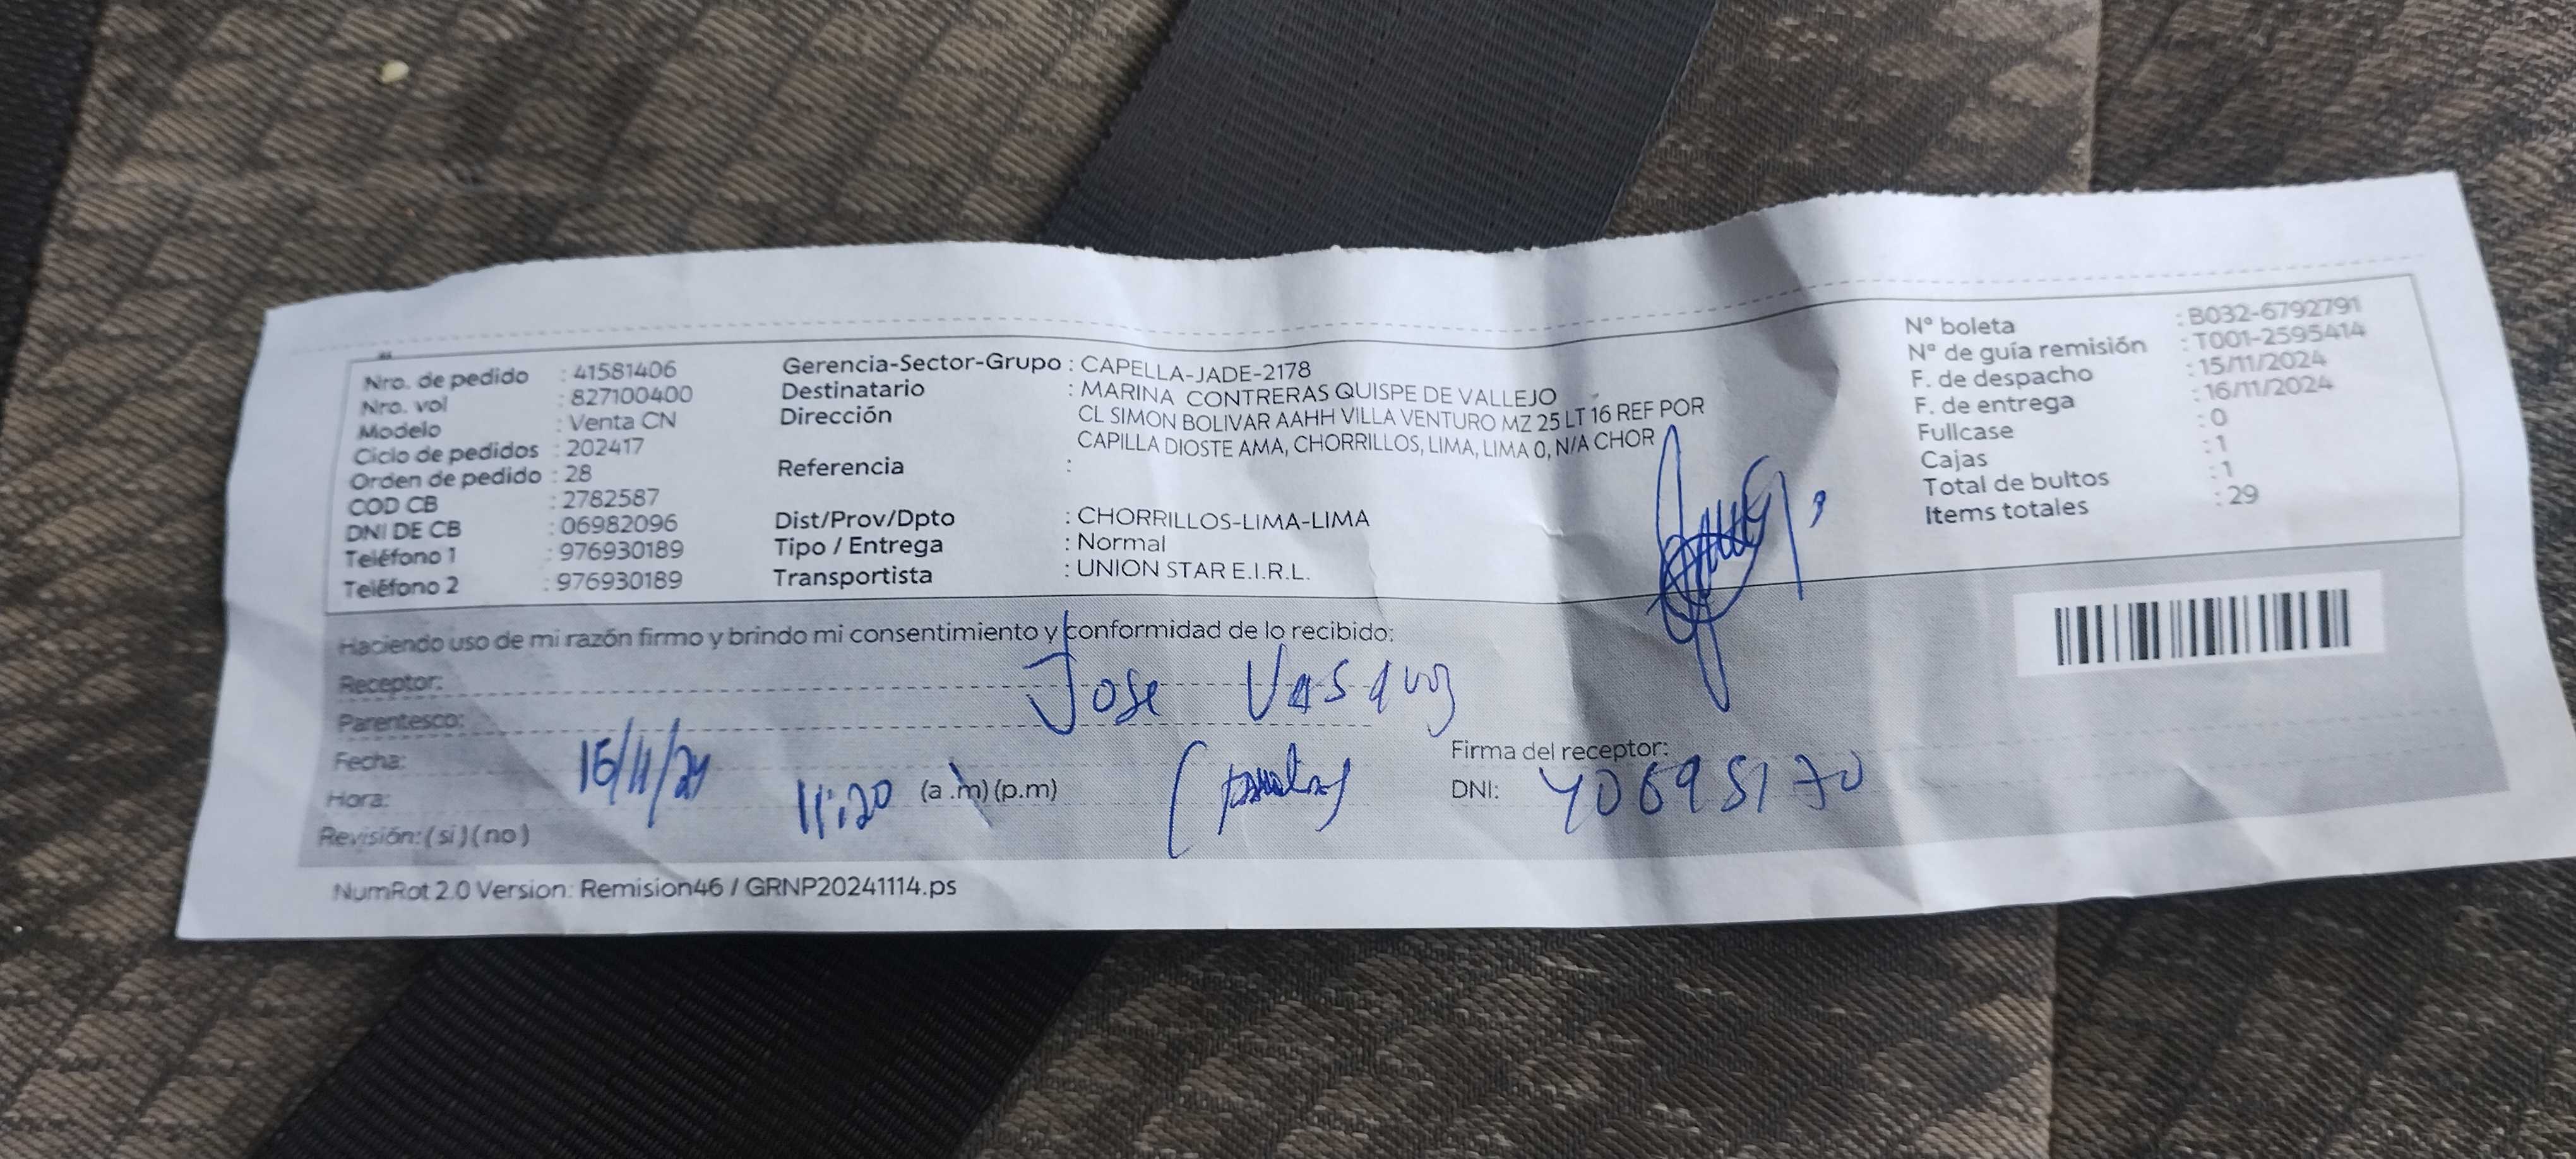 Nro. de pedido : 41581406
Nro. vol : 827100400
Modelo : Venta CN
Ciclo de pedidos : 202417
Orden de pedido : 28
COD CB : 2782587
DNI DE CB : 06982096
Teléfono 1 : 976930189
Teléfono 2 : 976930189
Gerencia-Sector-Grupo : CAPELLA-JADE-2178
Destinatario : MARINA CONTRERAS QUISPE DE VALLEJO
Dirección CL SIMON BOLIVAR AAHH VILLA VENTURO MZ 25 LT 16 REF POR
CAPILLA DIOSTE AMA, CHORRILLOS, LIMA, LIMA 0, N/A CHOR
Referencia :
Dist/Prov/Dpto : CHORRILLOS-LIMA-LIMA
Tipo / Entrega : Normal
Transportista : UNION STAR E.I.R.L.
N° boleta : B032-6792791
N° de guía remisión : T001-2595414
F. de despacho : 15/11/2024
F. de entrega : 16/11/2024
Fullcase : 0
Cajas : 1
Total de bultos : 1
Items totales : 29
Haciendo uso de mi razón firmo y brindo mi consentimiento y conformidad de lo recibido:
Receptor: Jose Vasquez
Parentesco:
Fecha: 16/11/24
Hora: 11:20 (a.m) (p.m)
Revisión: (si) (no)
Firma del receptor:
DNI: 40695170
NumRot 2.0 Version: Remision46 / GRNP20241114.ps